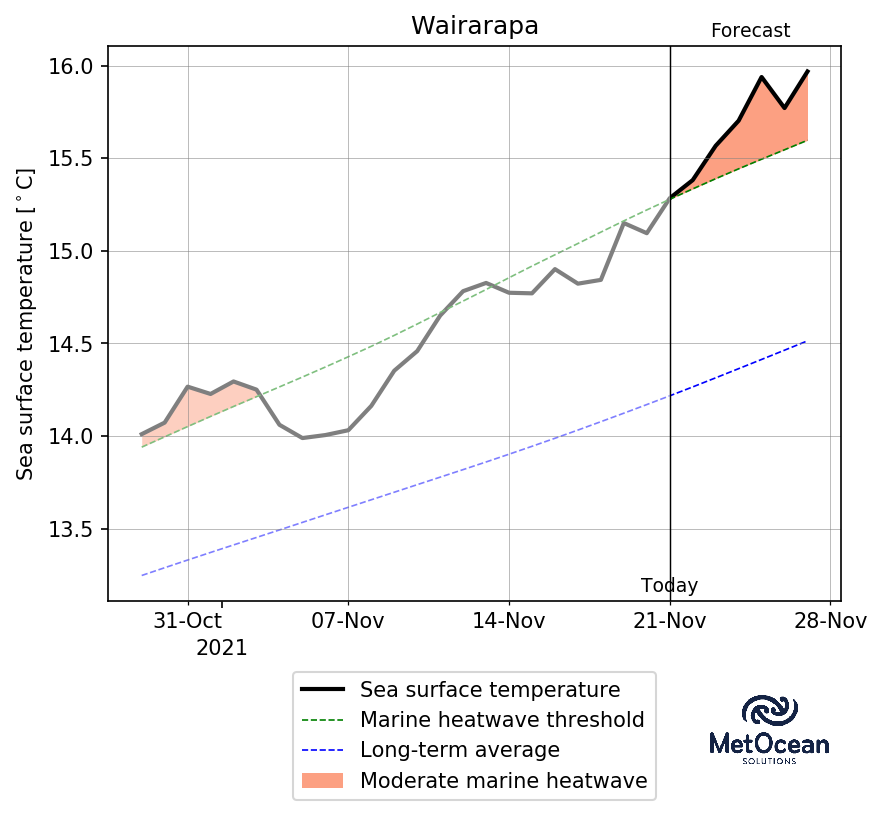 Wairarapa
Forecast
Sea surface temperature [°C]
16.0
15.5
15.0
14.5
14.0
13.5
Today
31-Oct 07-Nov 14-Nov 21-Nov 28-Nov
2021
Sea surface temperature
Marine heatwave threshold
Long-term average
Moderate marine heatwave
MetOcean
SOLUTIONS